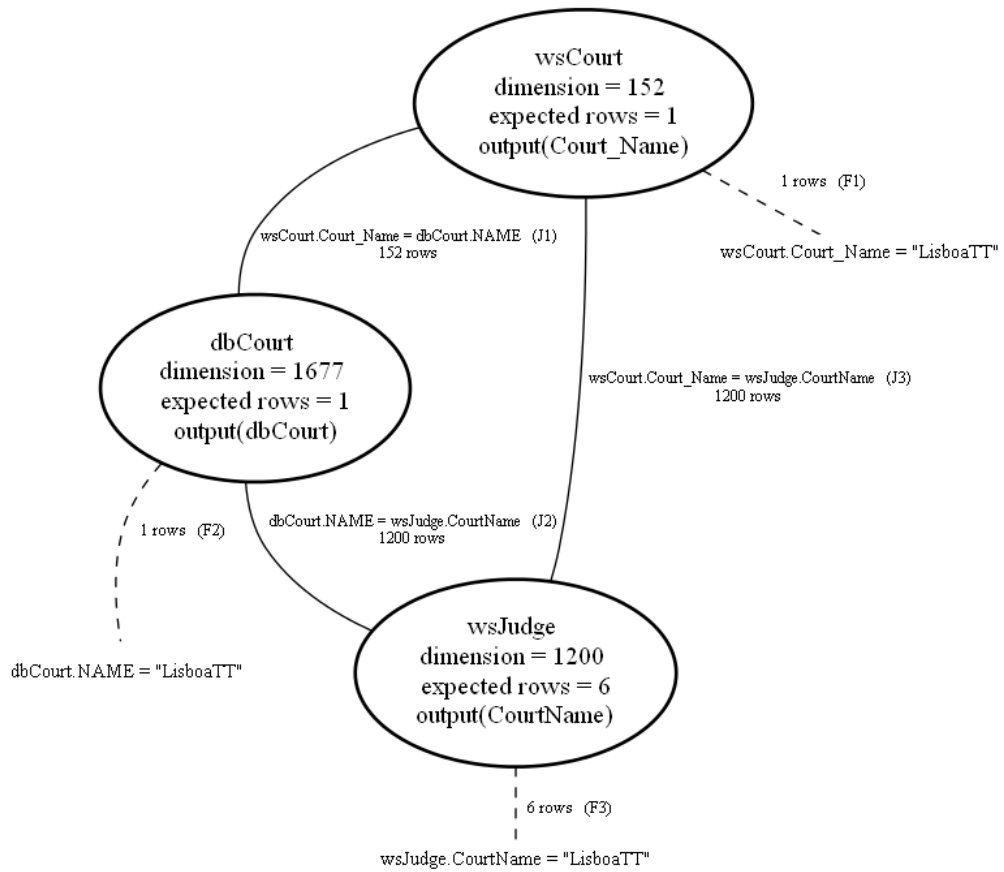 wsCourt
dimension = 152
expected rows = 1
output(Court_Name)
1 rows (F1)
wsCourt.Court_Name = "LisboaTT"
wsCourt.Court_Name = dbCourt.NAME (J1)
152 rows
dbCourt
dimension = 1677
expected rows = 1
output(dbCourt)
wsCourt.Court_Name = wsJudge.CourtName (J3)
1200 rows
1 rows (F2)
dbCourt.NAME = wsJudge.CourtName (J2)
1200 rows
dbCourt.NAME = "LisboaTT"
wsJudge
dimension = 1200
expected rows = 6
output(CourtName)
6 rows (F3)
wsJudge.CourtName = "LisboaTT"